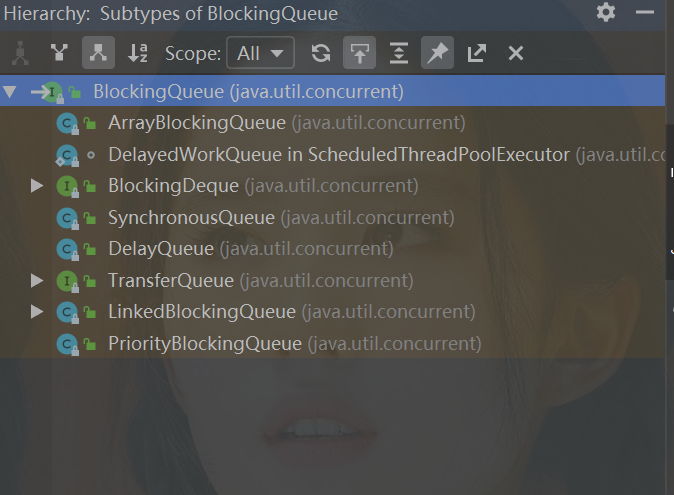 Hierarchy: Subtypes of BlockingQueue
Scope: All
BlockingQueue (java.util.concurrent)
ArrayBlockingQueue (java.util.concurrent)
DelayedWorkQueue in ScheduledThreadPoolExecutor (java.util.co
BlockingDeque (java.util.concurrent)
SynchronousQueue (java.util.concurrent)
DelayQueue (java.util.concurrent)
TransferQueue (java.util.concurrent)
LinkedBlockingQueue (java.util.concurrent)
PriorityBlockingQueue (java.util.concurrent)